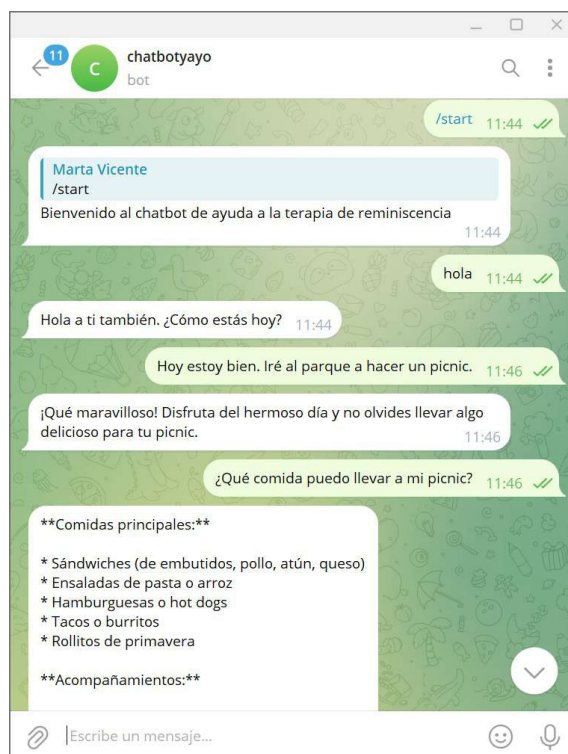 11
C
chatbotyayo
bot
/start 11:44
Marta Vicente
/start
Bienvenido al chatbot de ayuda a la terapia de reminiscencia
11:44
hola 11:44
Hola a ti también. ¿Cómo estás hoy? 11:44
Hoy estoy bien. Iré al parque a hacer un picnic. 11:46
¡Qué maravilloso! Disfruta del hermoso día y no olvides llevar algo
delicioso para tu picnic. 11:46
¿Qué comida puedo llevar a mi picnic? 11:46
**Comidas principales:**
* Sándwiches (de embutidos, pollo, atún, queso)
* Ensaladas de pasta o arroz
* Hamburguesas o hot dogs
* Tacos o burritos
* Rollitos de primavera
**Acompañamientos:**
Escribe un mensaje...